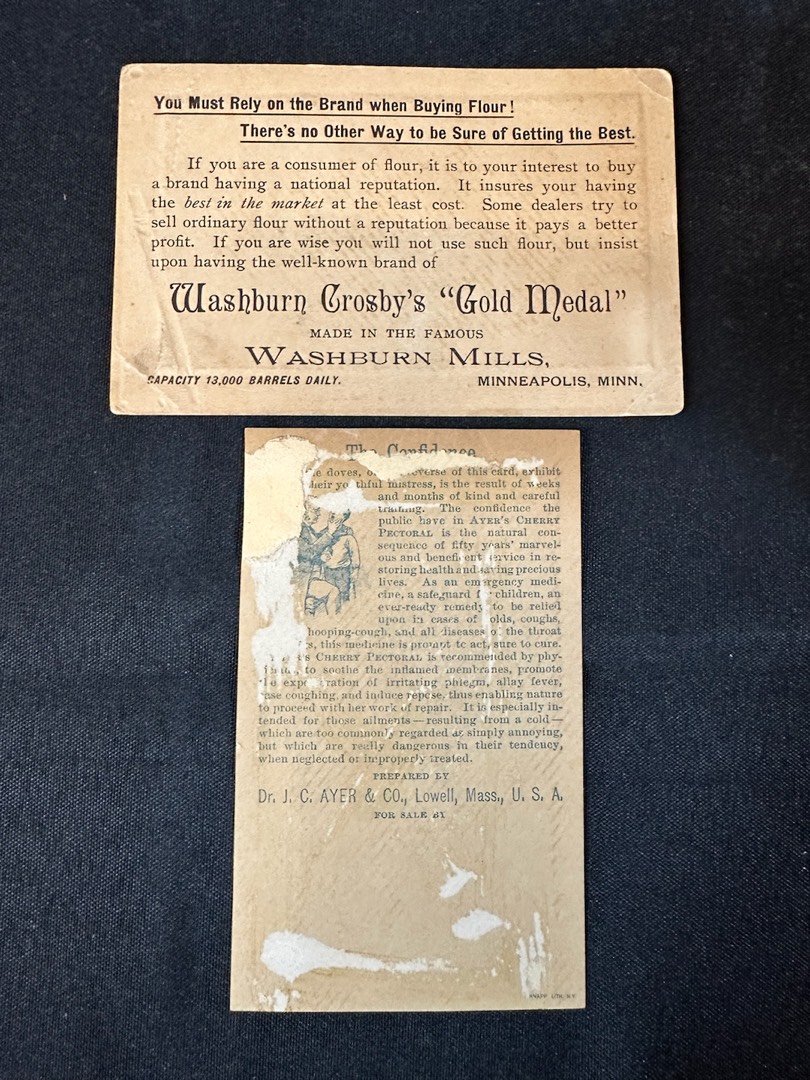 You Must Rely on the Brand when Buying Flour!
There's no Other Way to be Sure of Getting the Best.
If you are a consumer of flour, it is to your interest to buy
a brand having a national reputation. It insures your having
the best in the market at the least cost. Some dealers try to
sell ordinary flour without a reputation because it pays a better
profit. If you are wise you will not use such flour, but insist
upon having the well-known brand of
Washburn Crosby's "Gold Medal"
MADE IN THE FAMOUS
WASHBURN MILLS,
CAPACITY 13,000 BARRELS DAILY. MINNEAPOLIS, MINN.
The Confidence
doves, of this card, exhibit
their youthful mistress, is the result of weeks
and months of kind and careful
training. The confidence the
public have in AYER'S CHERRY
PECTORAL is the natural con-
sequence of fifty years' marvel-
ous and beneficent service in re-
storing health and saving precious
lives. As an emergency medi-
cine, a safeguard for children, an
ever-ready remedy to be relied
upon in cases of colds, coughs,
whooping-cough, and all diseases of the throat
this medicine is prompt to act, sure to cure.
CHERRY PECTORAL is recommended by phy-
to soothe the inflamed membranes, promote
the expectoration of irritating phlegm, allay fever,
coughing, and induce repose, thus enabling nature
to proceed with her work of repair. It is especially in-
tended for those ailments — resulting from a cold —
which are too commonly regarded as simply annoying,
but which are really dangerous in their tendency,
when neglected or improperly treated.
PREPARED BY
Dr. J. C. AYER & CO., Lowell, Mass., U. S. A.
FOR SALE BY
KNAPP LITH. N.Y.